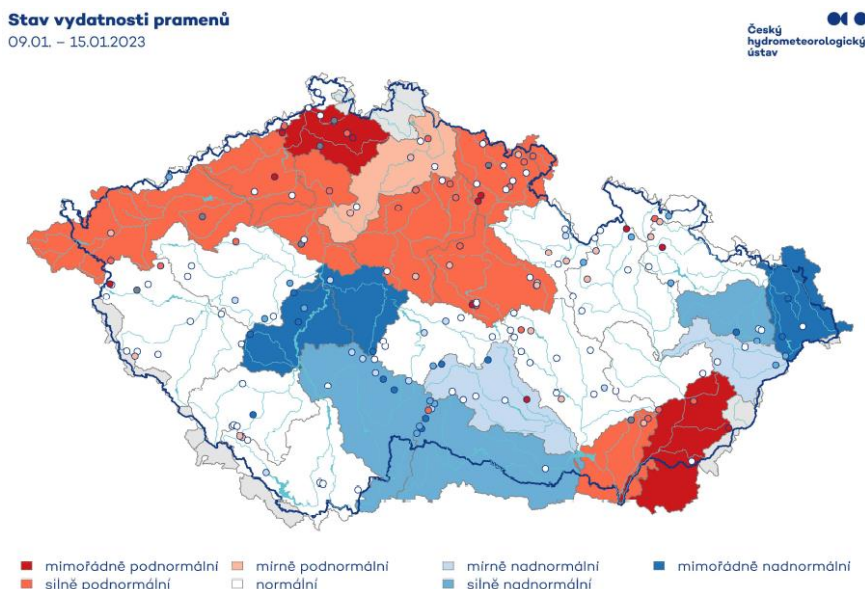 Stav vydatnosti pramenů
09.01. – 15.01.2023
Český
hydrometeorologický
ústav
mimořádně podnormální
mírně podnormální
mírně nadnormální
mimořádně nadnormální
silně podnormální
normální
silně nadnormální